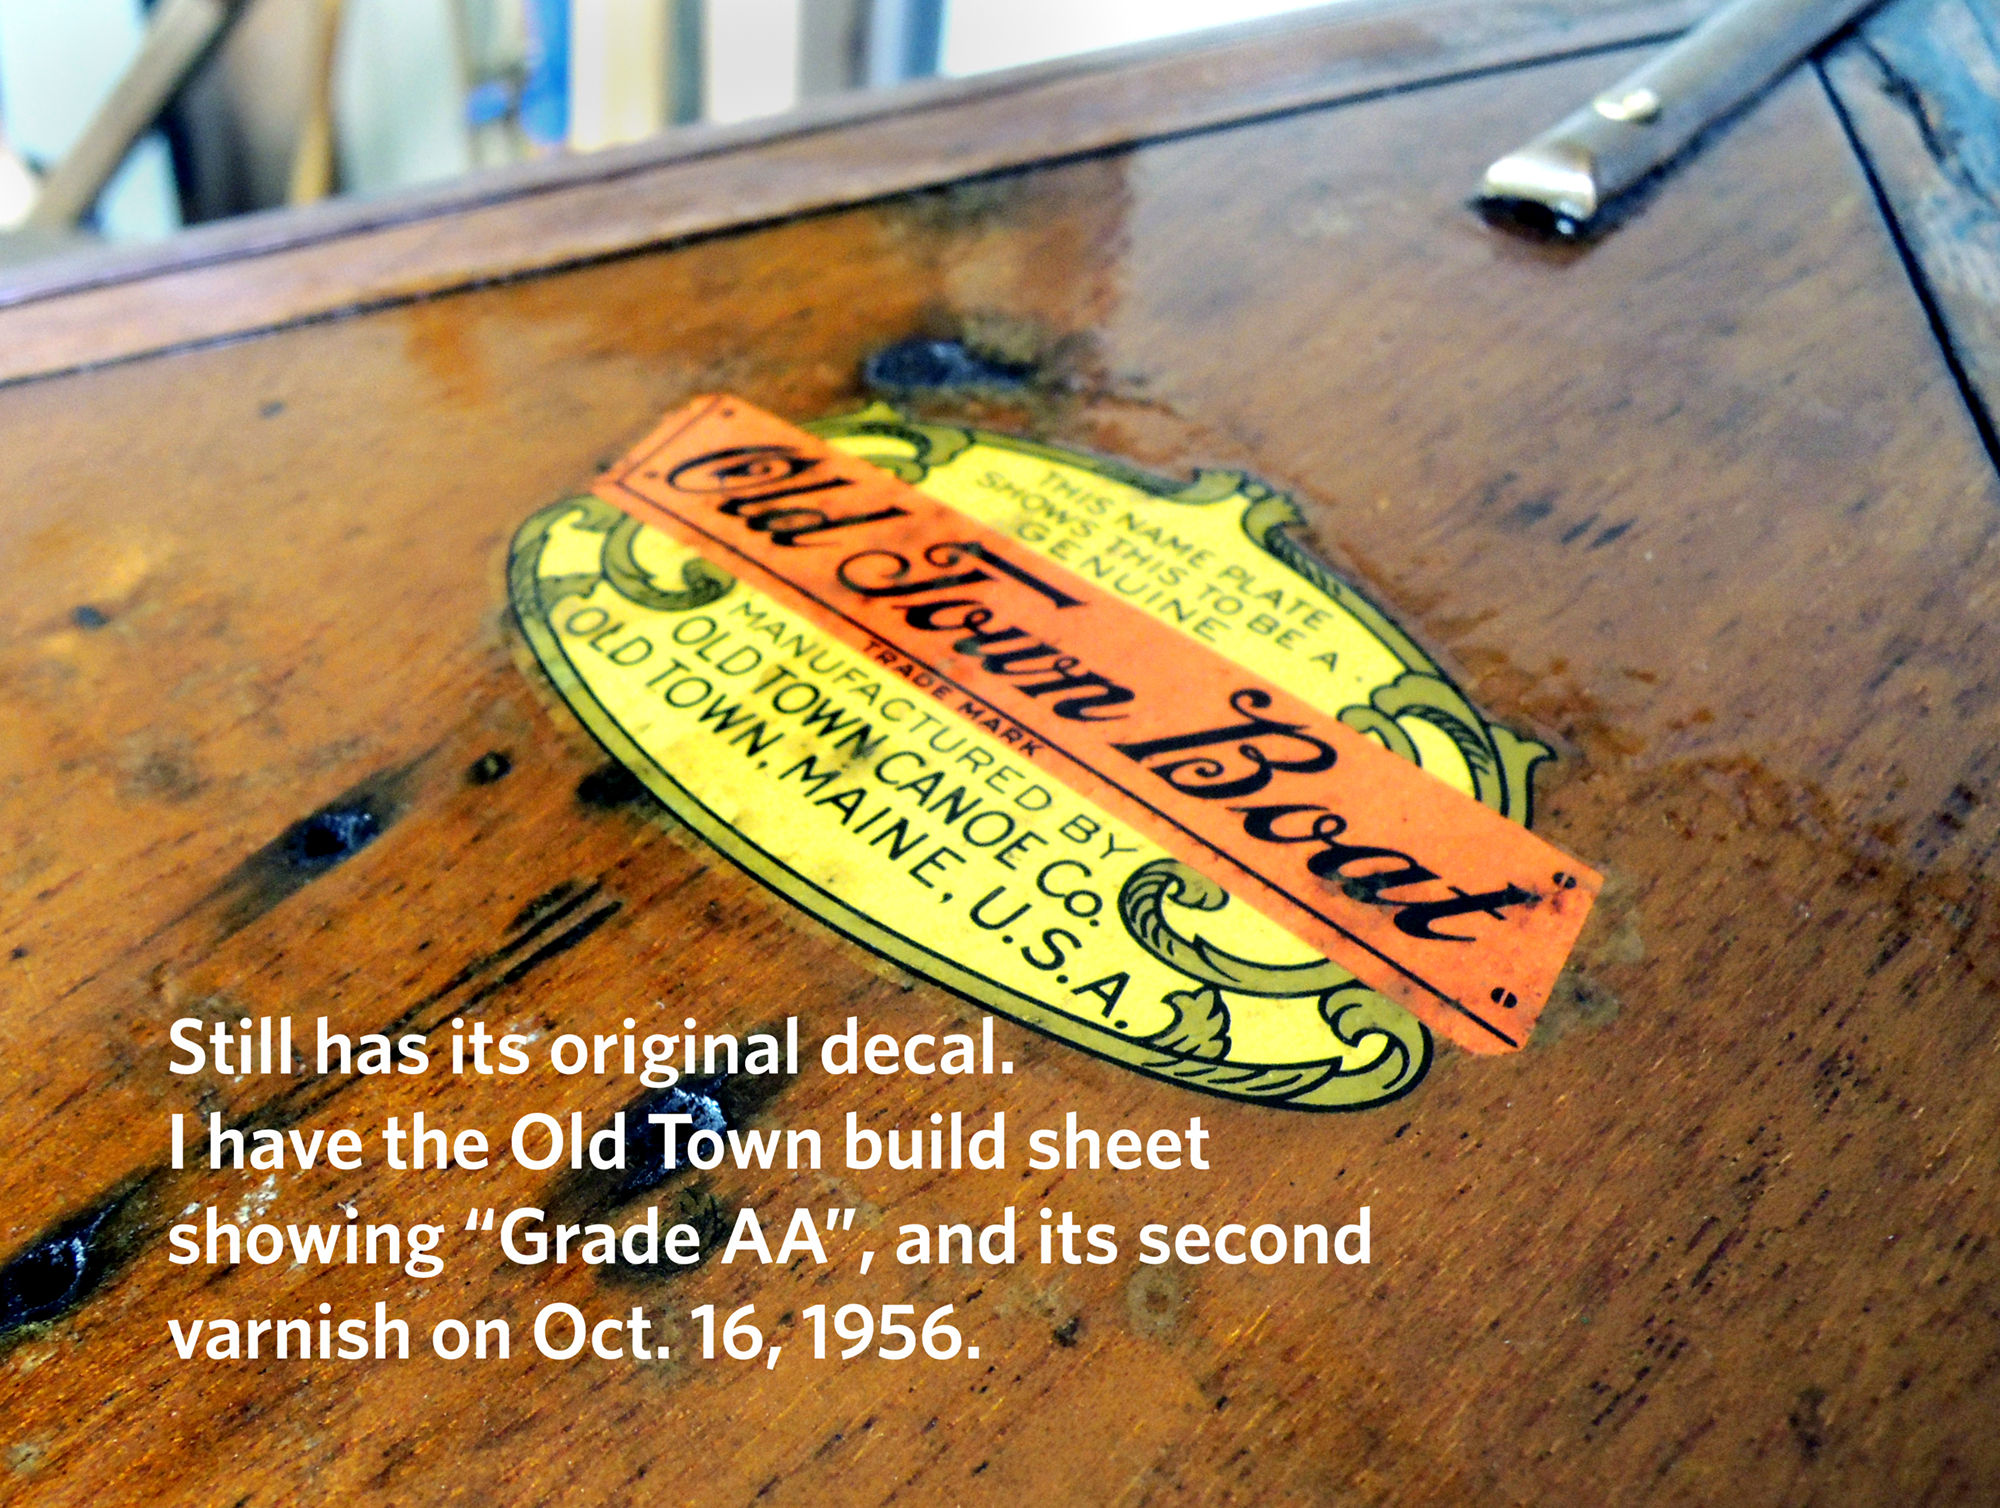 THIS NAME PLATE
SHOWS THIS TO BE A
GENUINE
Old Town Boat
TRADE MARK
MANUFACTURED BY
OLD TOWN CANOE Co.
OLD TOWN, MAINE, U.S.A.
Still has its original decal.
I have the Old Town build sheet
showing “Grade AA”, and its second
varnish on Oct. 16, 1956.